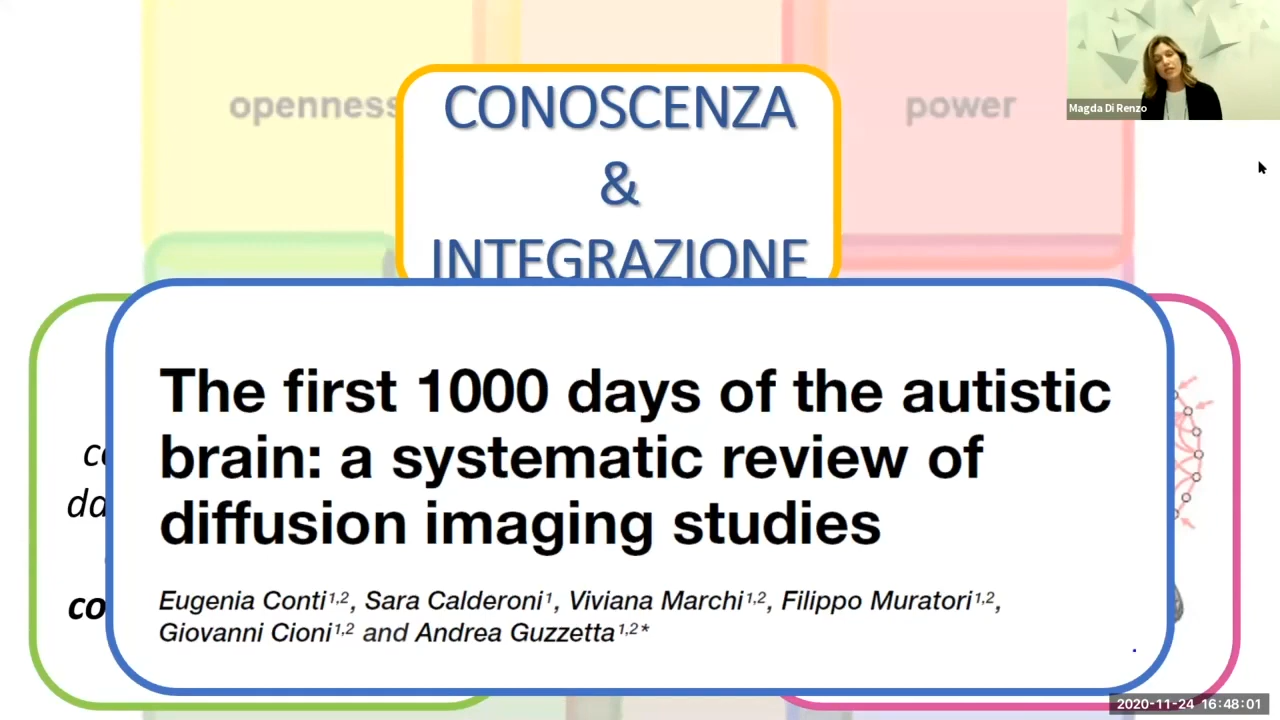 openness
power
Magda Di Renzo
CONOSCENZA
&
INTEGRAZIONE
The first 1000 days of the autistic
brain: a systematic review of
diffusion imaging studies
Eugenia Conti1,2, Sara Calderoni1, Viviana Marchi1,2, Filippo Muratori1,2,
Giovanni Cioni1,2 and Andrea Guzzetta1,2*
2020-11-24 16:48:01